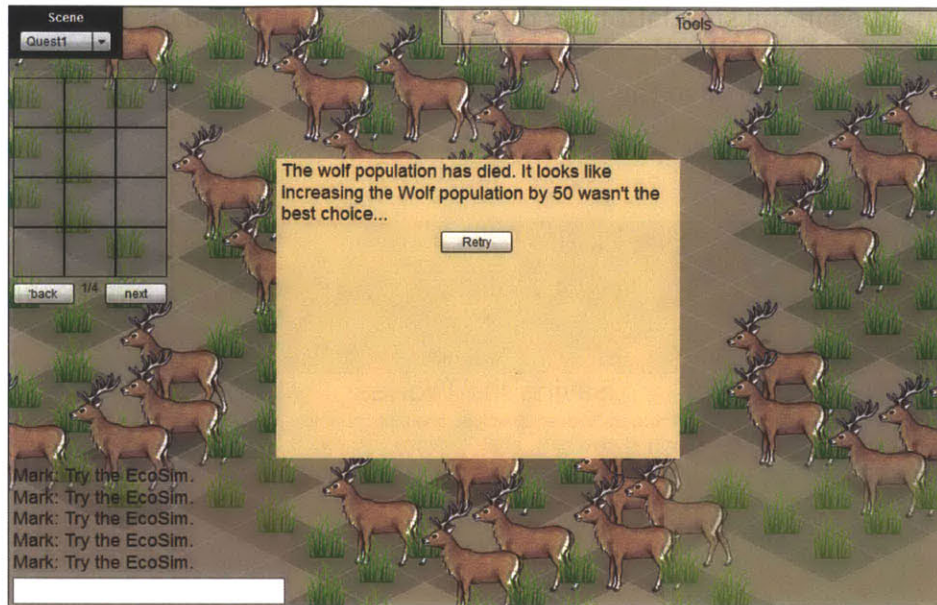 Scene
Quest1
Tools
The wolf population has died. It looks like
increasing the Wolf population by 50 wasn't the
best choice...
Retry
'back
1/4
next
Mark: Try the EcoSim.
Mark: Try the EcoSim.
Mark: Try the EcoSim.
Mark: Try the EcoSim.
Mark: Try the EcoSim.